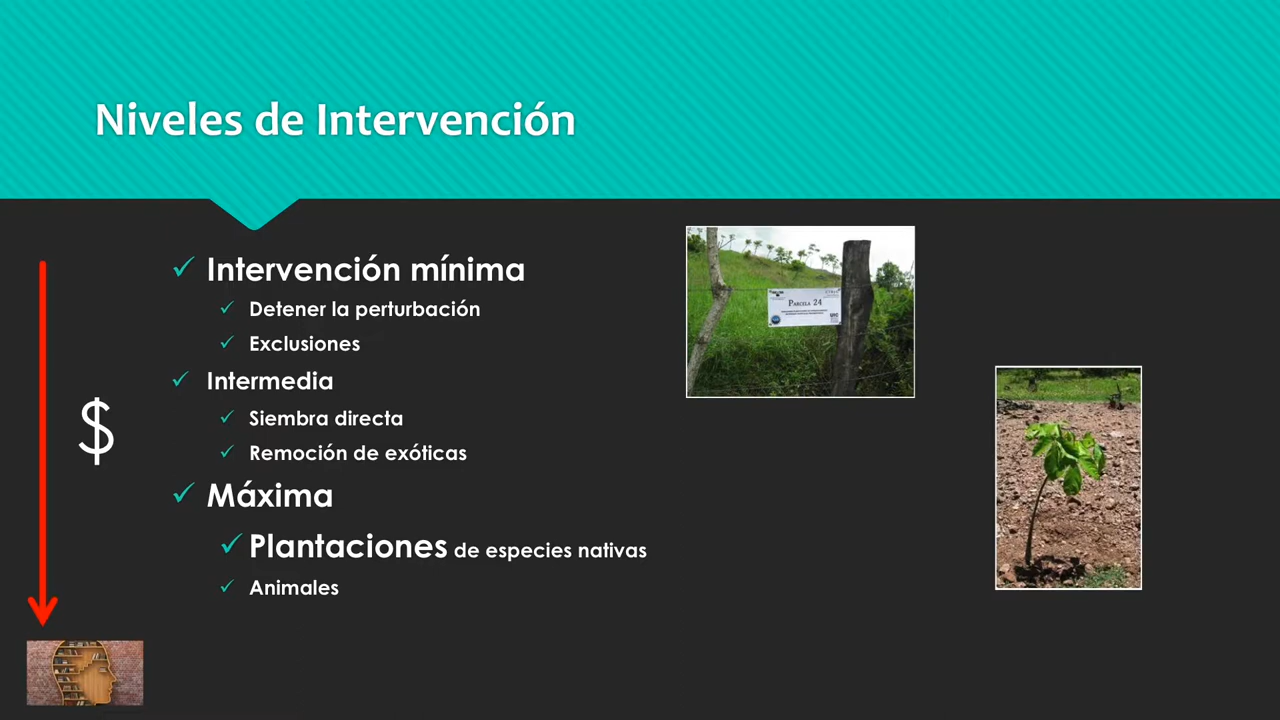 Niveles de Intervención
Intervención mínima
Detener la perturbación
Exclusiones
Intermedia
Siembra directa
Remoción de exóticas
$
Máxima
Plantaciones de especies nativas
Animales
PARCELA 24